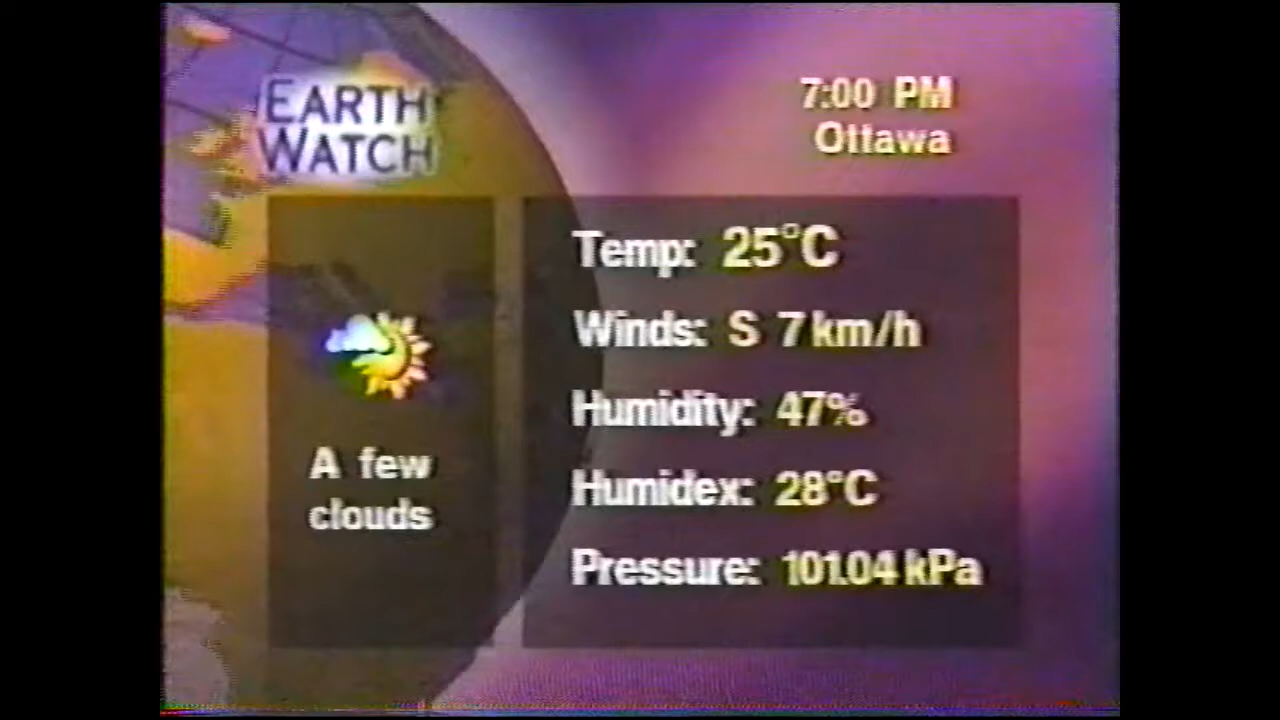 EARTH
WATCH
7:00 PM
Ottawa
A few
clouds
Temp: 25°C
Winds: S 7 km/h
Humidity: 47%
Humidex: 28°C
Pressure: 101.04 kPa